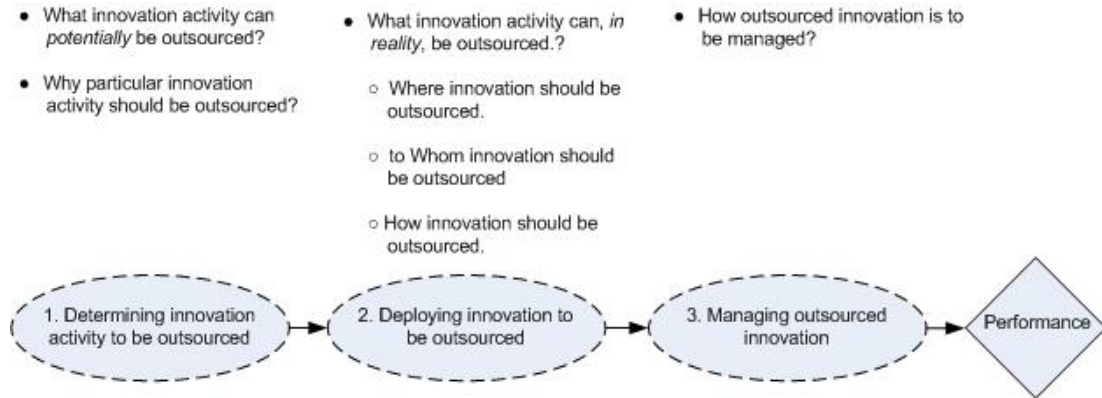 ● What innovation activity can
potentially be outsourced?
● Why particular innovation
activity should be outsourced?
● What innovation activity can, in
reality, be outsourced.?
○ Where innovation should be
outsourced.
○ to Whom innovation should
be outsourced
○ How innovation should be
outsourced.
● How outsourced innovation is to
be managed?
1. Determining innovation
activity to be outsourced
2. Deploying innovation to
be outsourced
3. Managing outsourced
innovation
Performance